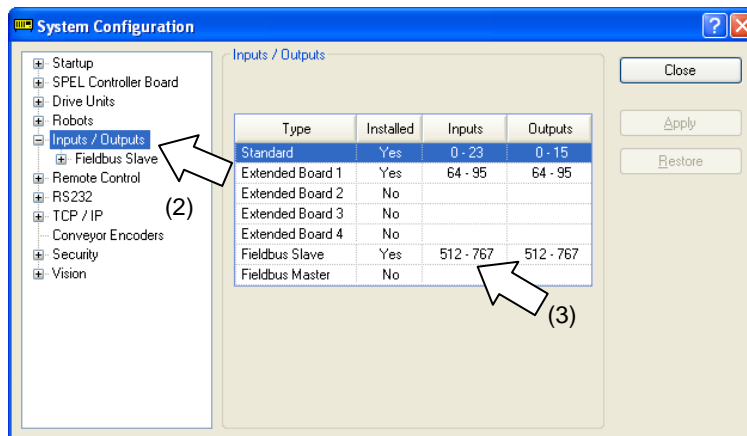 System Configuration
Startup
SPEL Controller Board
Drive Units
Robots
Inputs / Outputs
Fieldbus Slave
Remote Control
RS232
TCP / IP
Conveyor Encoders
Security
Vision
(2)
Inputs / Outputs
Type Installed Inputs Outputs
Standard Yes 0 - 23 0 - 15
Extended Board 1 Yes 64 - 95 64 - 95
Extended Board 2 No
Extended Board 3 No
Extended Board 4 No
Fieldbus Slave Yes 512 - 767 512 - 767
Fieldbus Master No
(3)
Close
Apply
Restore